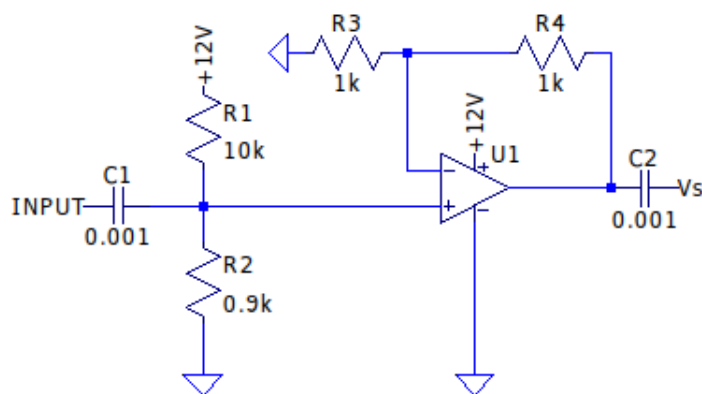 R3
1k
R4
1k
+12V
R1
10k
+12V
U1
C1
INPUT
0.001
C2
Vs
0.001
R2
0.9k